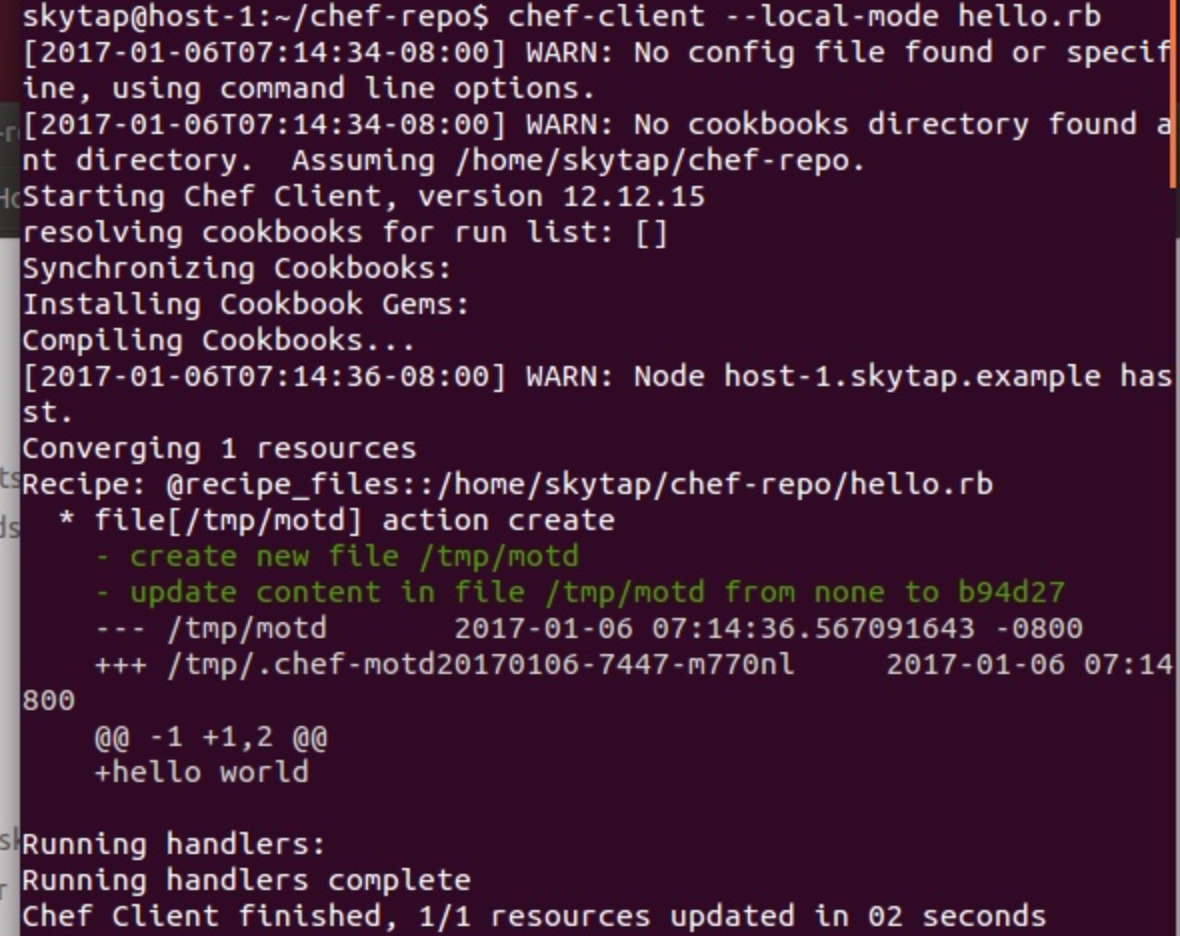 skytap@host-1:~/chef-repo$ chef-client --local-mode hello.rb
[2017-01-06T07:14:34-08:00] WARN: No config file found or specif
ine, using command line options.
[2017-01-06T07:14:34-08:00] WARN: No cookbooks directory found a
nt directory.  Assuming /home/skytap/chef-repo.
Starting Chef Client, version 12.12.15
resolving cookbooks for run list: []
Synchronizing Cookbooks:
Installing Cookbook Gems:
Compiling Cookbooks...
[2017-01-06T07:14:36-08:00] WARN: Node host-1.skytap.example has
st.
Converging 1 resources
Recipe: @recipe_files::/home/skytap/chef-repo/hello.rb
  * file[/tmp/motd] action create
    - create new file /tmp/motd
    - update content in file /tmp/motd from none to b94d27
    --- /tmp/motd       2017-01-06 07:14:36.567091643 -0800
    +++ /tmp/.chef-motd20170106-7447-m770nl     2017-01-06 07:14
800
    @@ -1 +1,2 @@
    +hello world
Running handlers:
Running handlers complete
Chef Client finished, 1/1 resources updated in 02 seconds